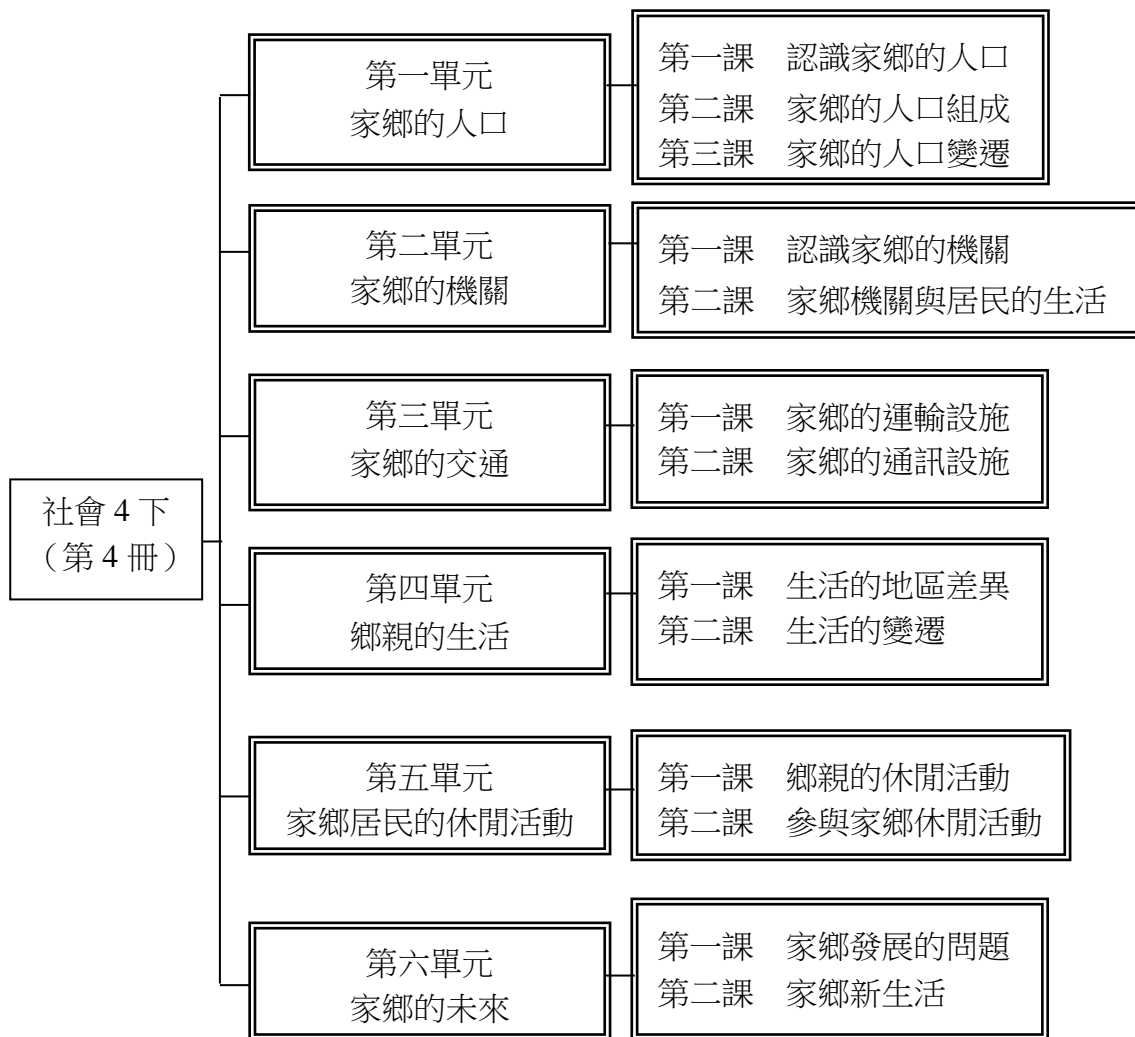 社會 4 下
（第 4 冊）
第一單元
家鄉的人口
第一課　認識家鄉的人口
第二課　家鄉的人口組成
第三課　家鄉的人口變遷
第二單元
家鄉的機關
第一課　認識家鄉的機關
第二課　家鄉機關與居民的生活
第三單元
家鄉的交通
第一課　家鄉的運輸設施
第二課　家鄉的通訊設施
第四單元
鄉親的生活
第一課　生活的地區差異
第二課　生活的變遷
第五單元
家鄉居民的休閒活動
第一課　鄉親的休閒活動
第二課　參與家鄉休閒活動
第六單元
家鄉的未來
第一課　家鄉發展的問題
第二課　家鄉新生活